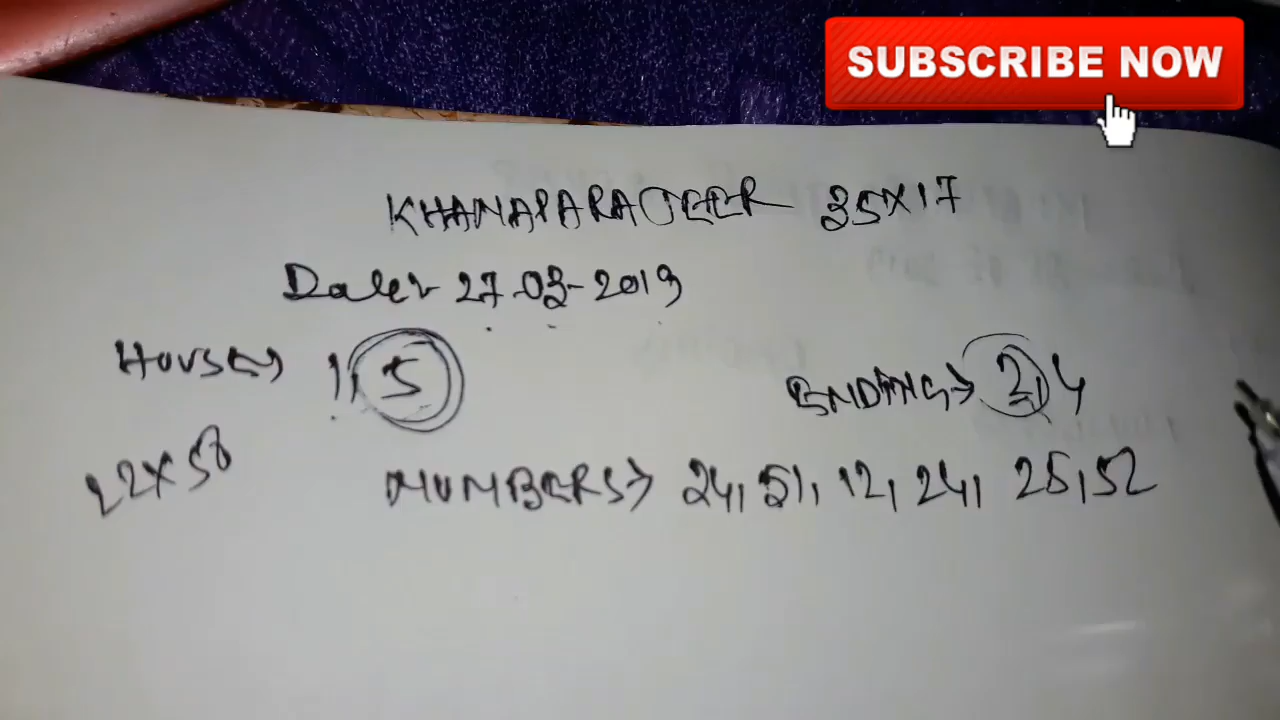 SUBSCRIBE NOW
KHANAPARA TEER 35X17
Date:- 27-03-2019
HOUSE→ 1, 5
ENDING→ 2, 4
22X58
NUMBERS→ 24, 51, 12, 24, 25, 52